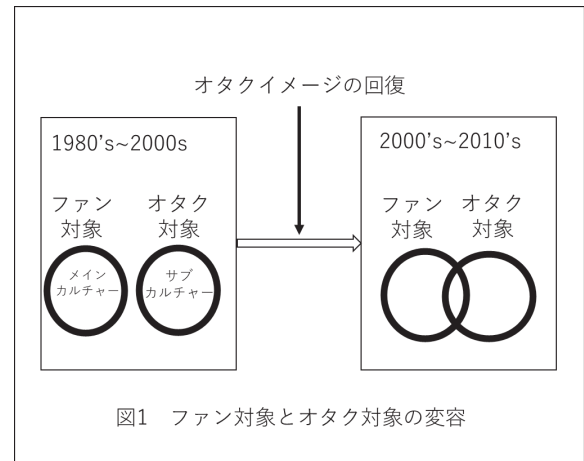 オタクイメージの回復
1980's~2000s
ファン
対象
オタク
対象
メイン
カルチャー
サブ
カルチャー
2000's~2010's
ファン
対象
オタク
対象
図1　ファン対象とオタク対象の変容